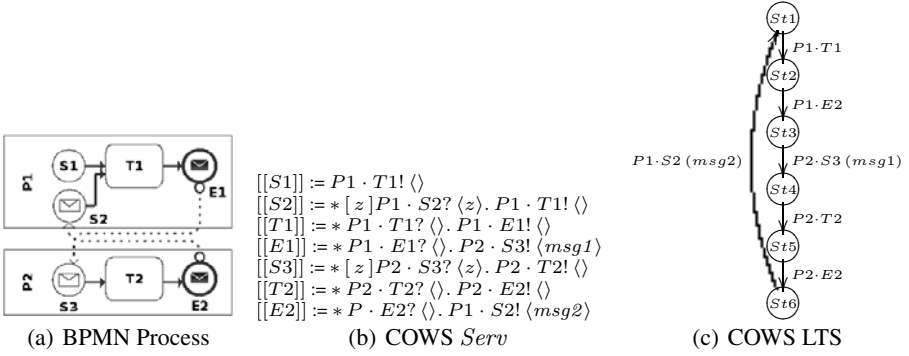 P1
S1
T1
E1
S2
P2
S3
T2
E2
(a) BPMN Process
[[S1]] := P1 · T1! ⟨⟩
[[S2]] := ∗ [ z ] P1 · S2? ⟨z⟩. P1 · T1! ⟨⟩
[[T1]] := ∗ P1 · T1? ⟨⟩. P1 · E1! ⟨⟩
[[E1]] := ∗ P1 · E1? ⟨⟩. P2 · S3! ⟨msg1⟩
[[S3]] := ∗ [ z ] P2 · S3? ⟨z⟩. P2 · T2! ⟨⟩
[[T2]] := ∗ P2 · T2? ⟨⟩. P2 · E2! ⟨⟩
[[E2]] := ∗ P · E2? ⟨⟩. P1 · S2! ⟨msg2⟩
(b) COWS Serv
St1
P1·T1
St2
P1·E2
St3
P1·S2 (msg2)
P2·S3 (msg1)
St4
P2·T2
St5
P2·E2
St6
(c) COWS LTS